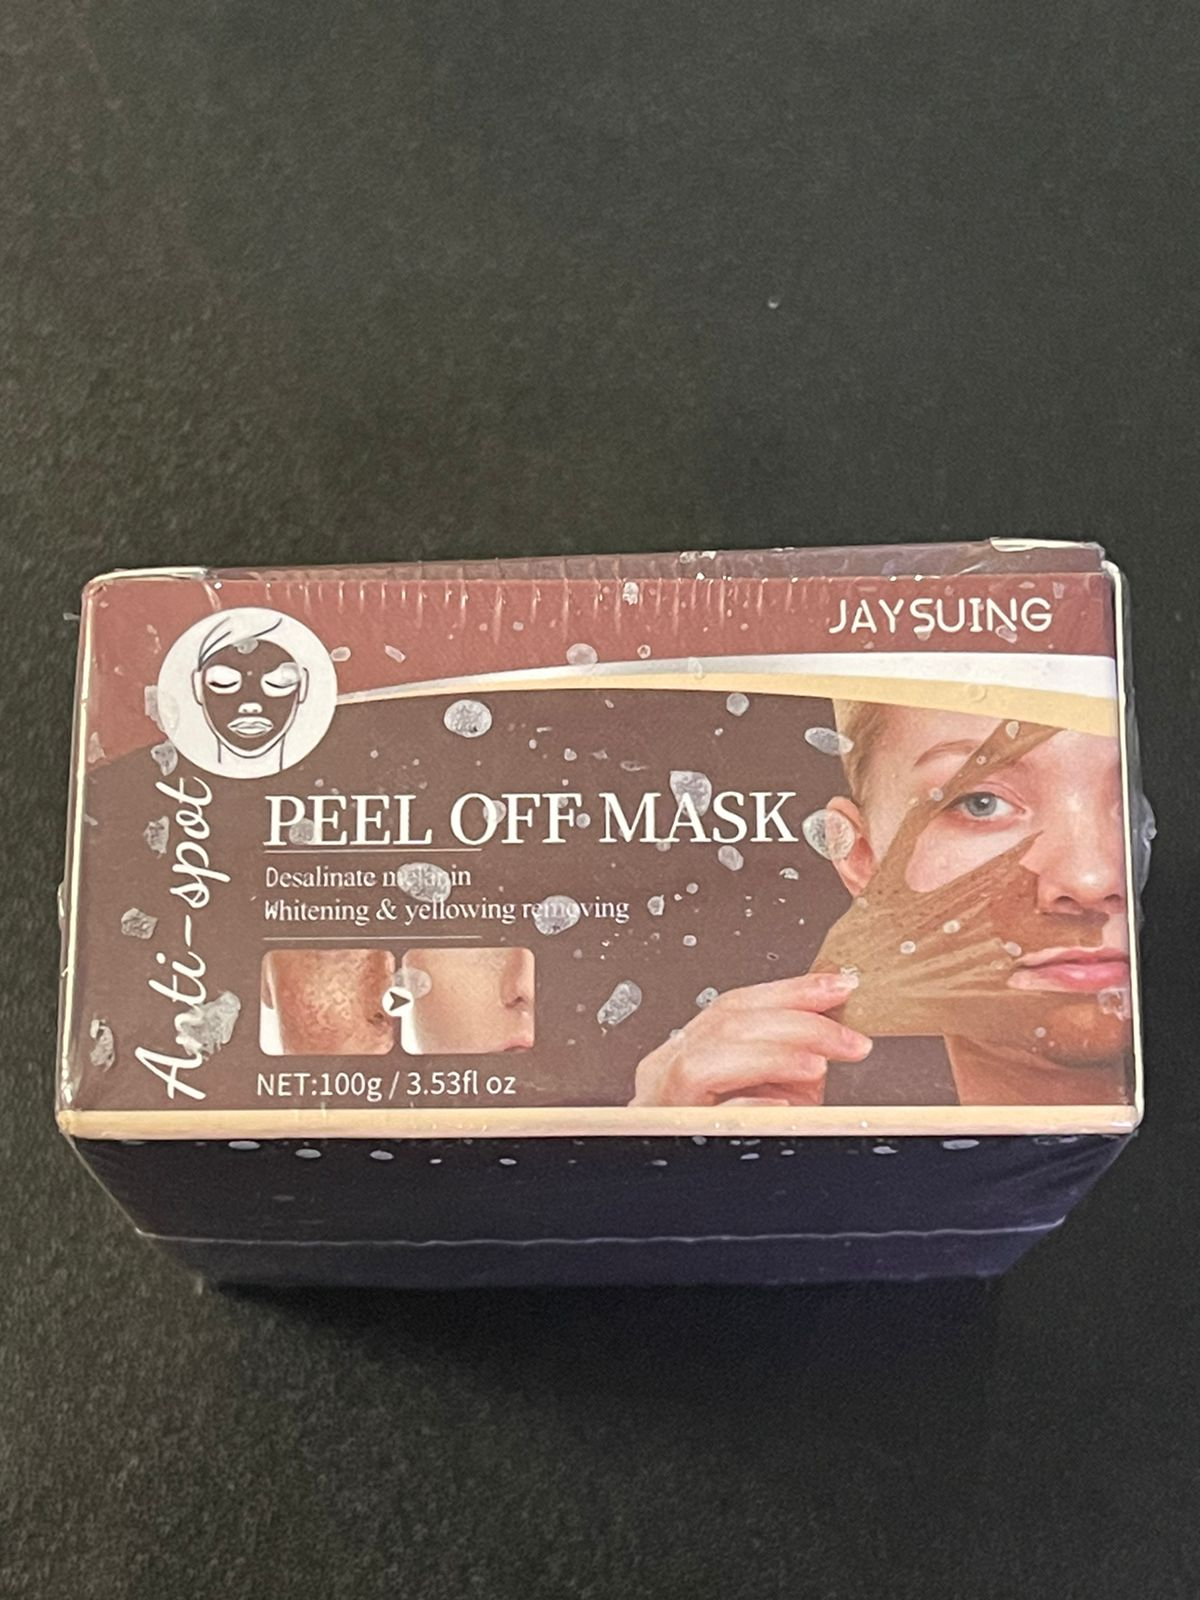 JAYSUING
Anti-spot
PEEL OFF MASK
Desalinate melanin
Whitening & yellowing removing
NET:100g / 3.53fl oz